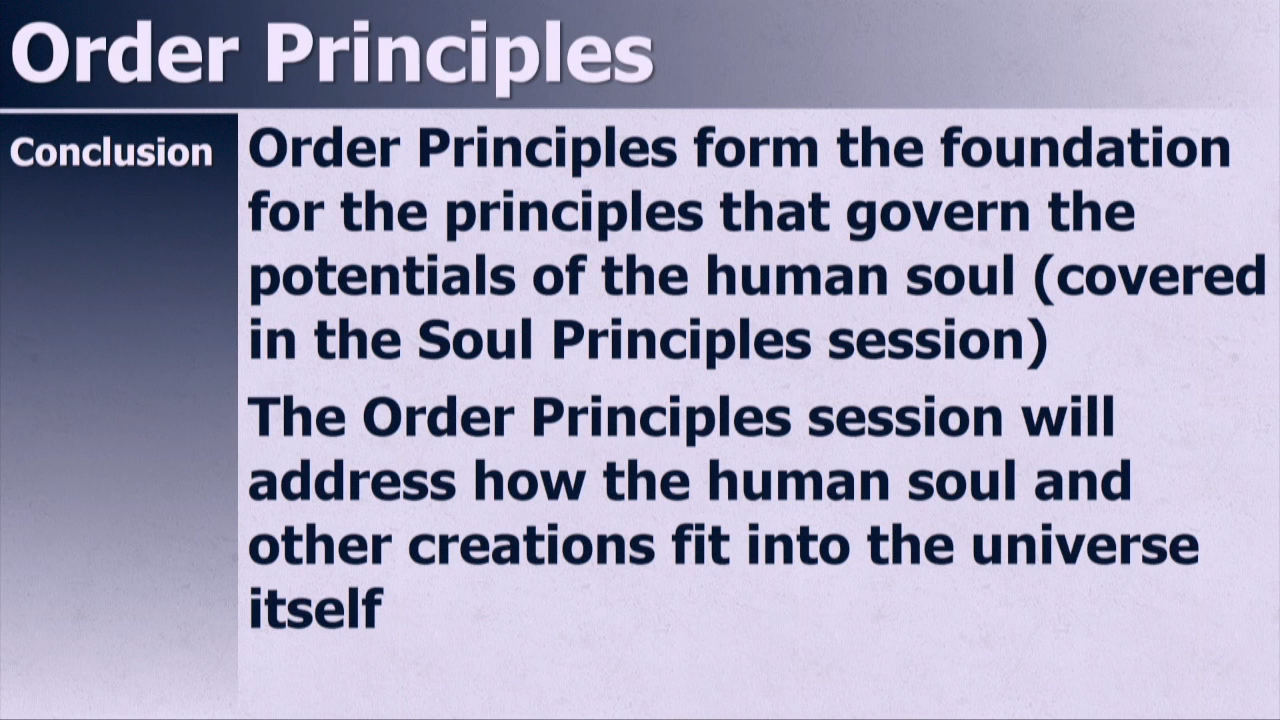 Order Principles
Conclusion
Order Principles form the foundation
for the principles that govern the
potentials of the human soul (covered
in the Soul Principles session)
The Order Principles session will
address how the human soul and
other creations fit into the universe
itself